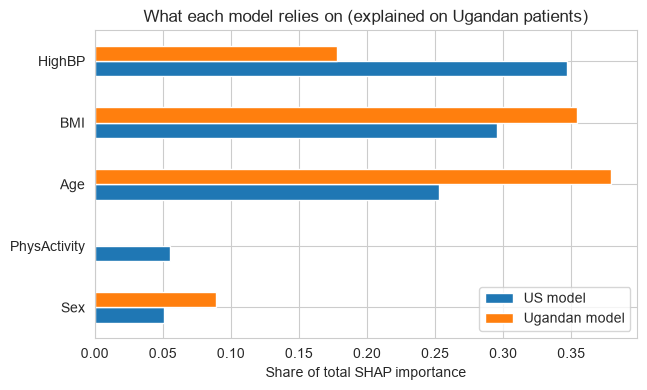 What each model relies on (explained on Ugandan patients)
HighBP
BMI
Age
PhysActivity
Sex
US model
Ugandan model
0.00 0.05 0.10 0.15 0.20 0.25 0.30 0.35
Share of total SHAP importance